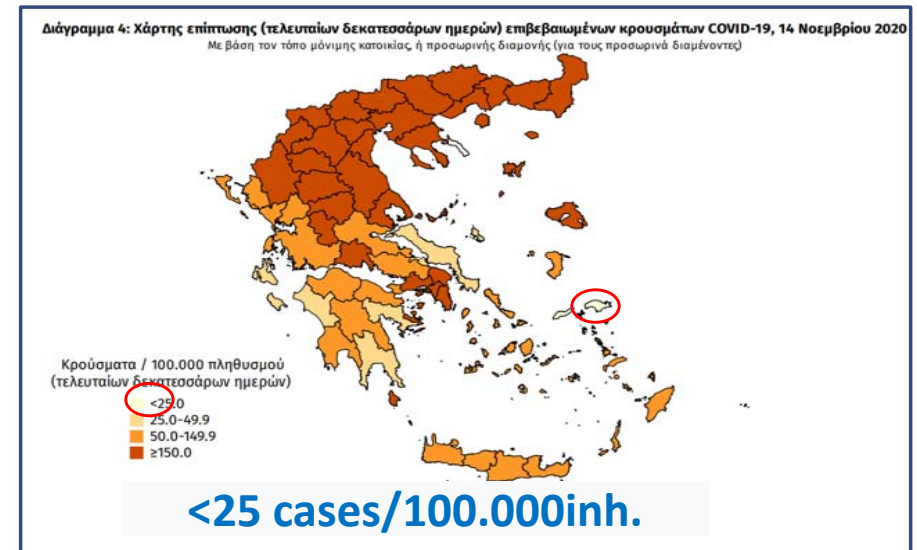 Διάγραμμα 4: Χάρτης επίπτωσης (τελευταίων δεκατεσσάρων ημερών) επιβεβαιωμένων κρουσμάτων COVID-19, 14 Νοεμβρίου 2020
Με βάση τον τόπο μόνιμης κατοικίας, ή προσωρινής διαμονής (για τους προσωρινά διαμένοντες)
Κρούσματα / 100.000 πληθυσμού
(τελευταίων δεκατεσσάρων ημερών)
<25.0
25.0-49.9
50.0-149.9
≥150.0
<25 cases/100.000inh.